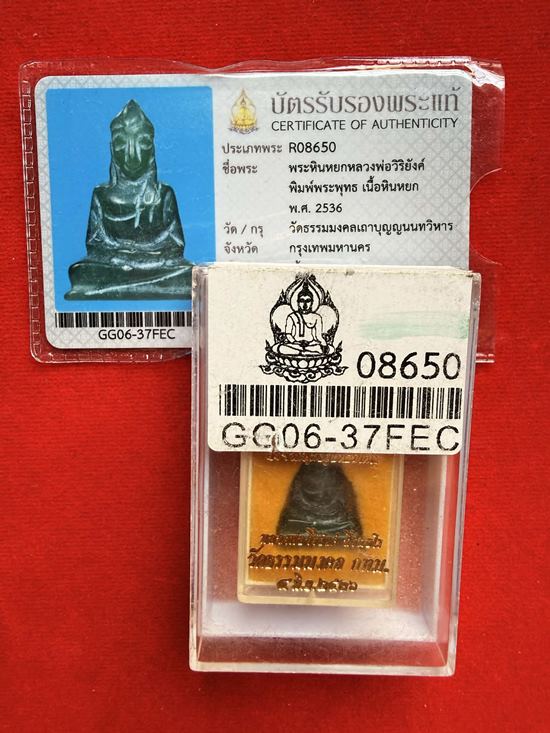 บัตรรับรองพระแท้
CERTIFICATE OF AUTHENTICITY
ประเภทพระ R08650
ชื่อพระ พระหินหยกหลวงพ่อวิริยังค์
พิมพ์พระพุทธ เนื้อหินหยก
พ.ศ. 2536
วัด / กรุ วัดธรรมมงคลเถาบุญญนนทวิหาร
จังหวัด กรุงเทพมหานคร
GG06-37FEC
08650
GG06-37FEC
วัดธรรมมงคล กทม.